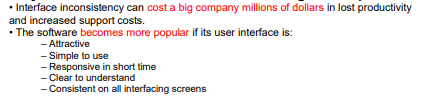 • Interface inconsistency can cost a big company millions of dollars in lost productivity
and increased support costs.
• The software becomes more popular if its user interface is:
– Attractive
– Simple to use
– Responsive in short time
– Clear to understand
– Consistent on all interfacing screens